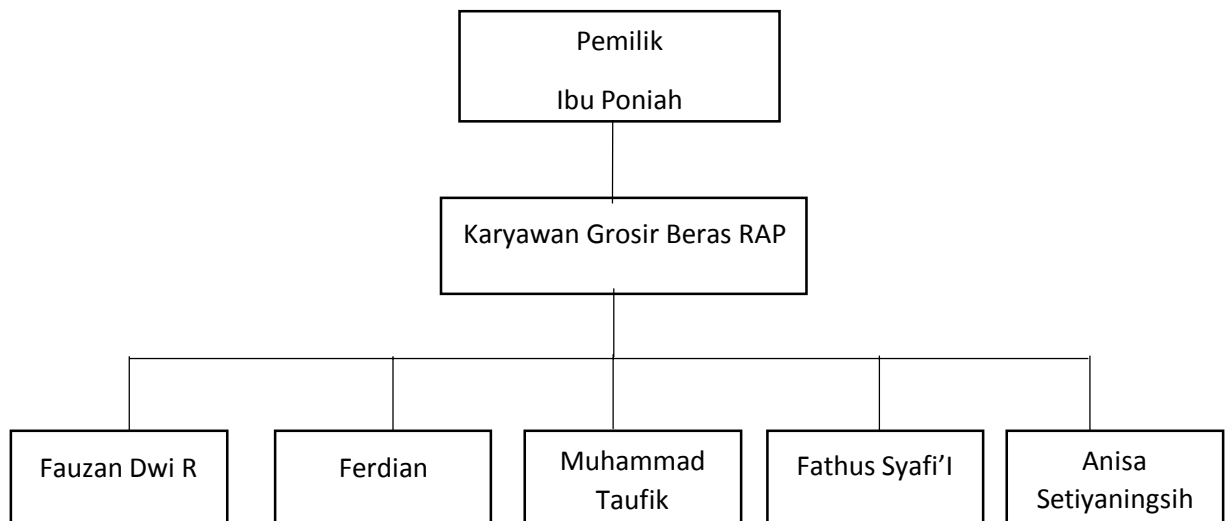 Pemilik
Ibu Poniah
Karyawan Grosir Beras RAP
Fauzan Dwi R
Ferdian
Muhammad
Taufik
Fathus Syafi’I
Anisa
Setiyaningsih